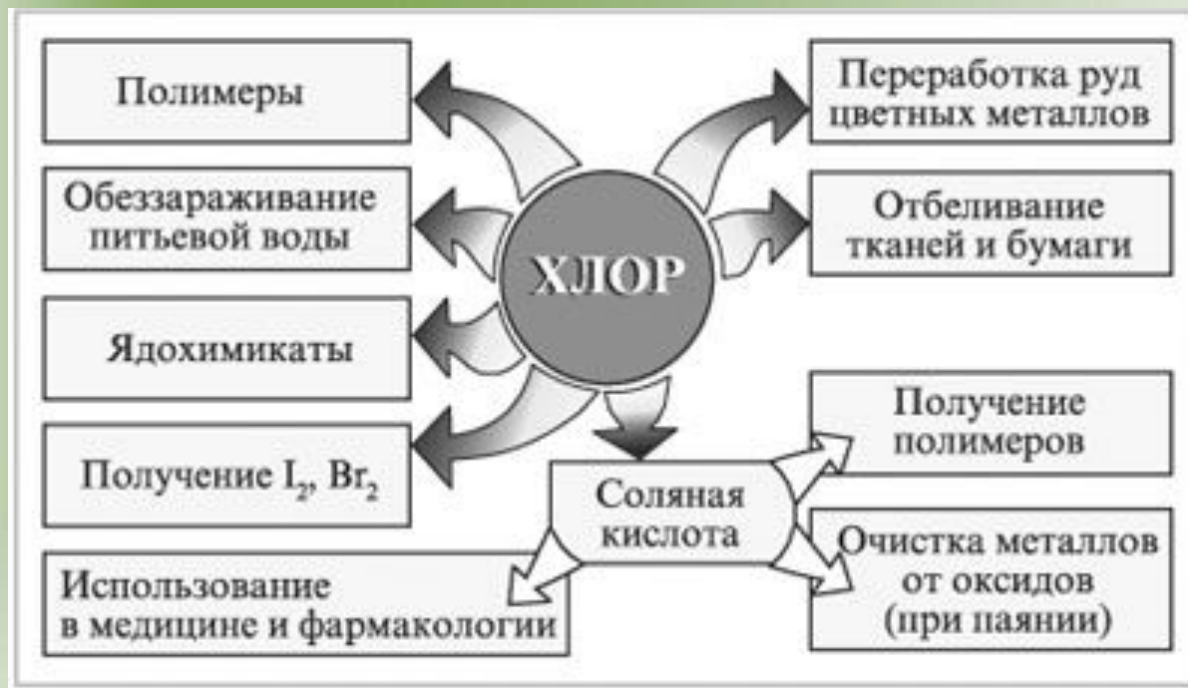 Полимеры
Обеззараживание
питьевой воды
Ядохимикаты
Получение I₂, Br₂
Использование
в медицине и фармакологии
ХЛОР
Соляная
кислота
Переработка руд
цветных металлов
Отбеливание
тканей и бумаги
Получение
полимеров
Очистка металлов
от оксидов
(при паянии)